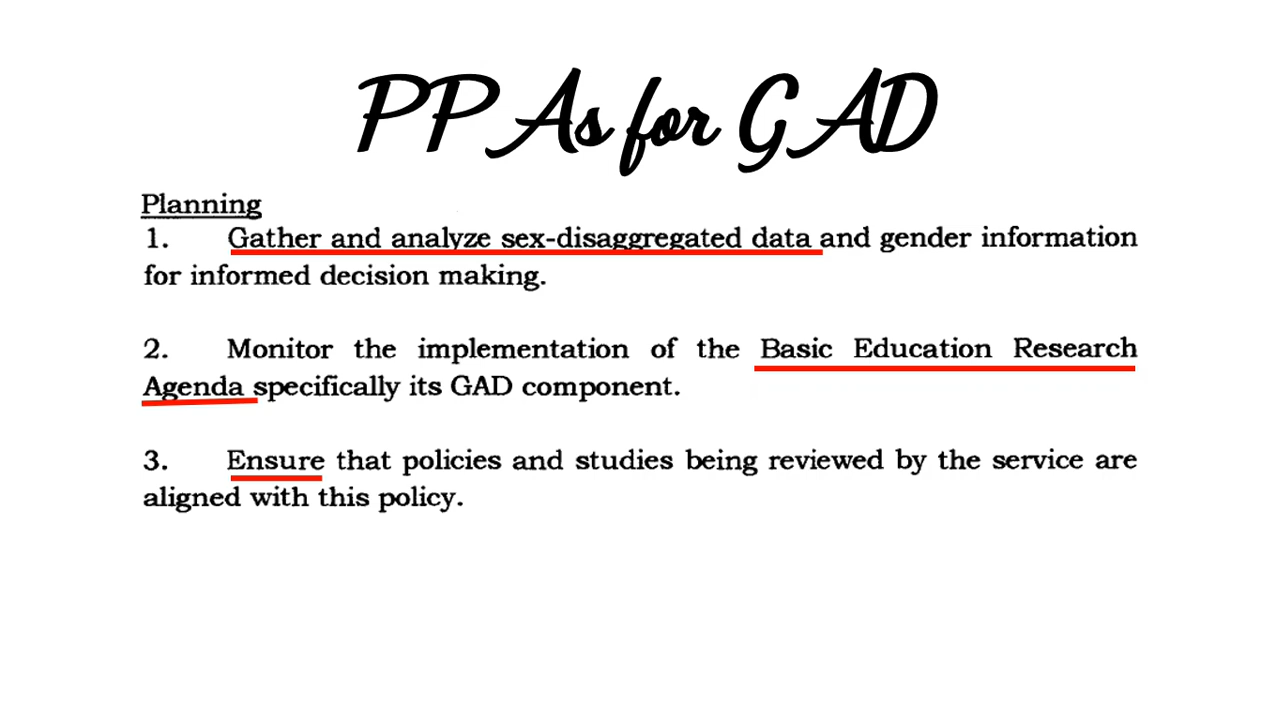 PPAs for GAD
Planning
1. Gather and analyze sex-disaggregated data and gender information
for informed decision making.
2. Monitor the implementation of the Basic Education Research
Agenda specifically its GAD component.
3. Ensure that policies and studies being reviewed by the service are
aligned with this policy.